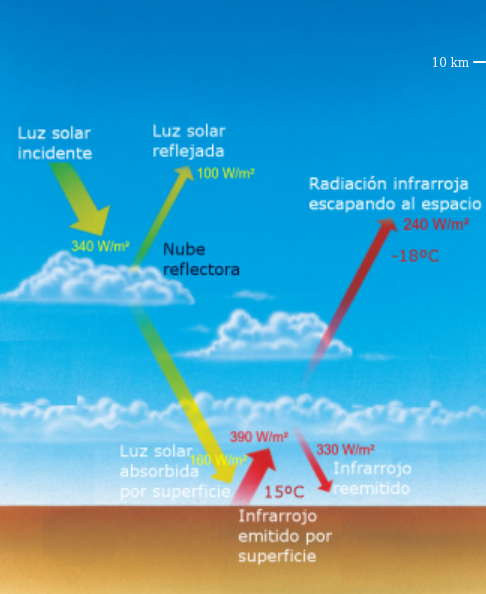 10 km
Luz solar
incidente
Luz solar
reflejada
100 W/m²
Radiación infrarroja
escapando al espacio
240 W/m²
-18ºC
340 W/m²
Nube
reflectora
390 W/m²
Luz solar
absorbida
por superficie
160 W/m²
330 W/m²
Infrarrojo
reemitido
15ºC
Infrarrojo
emitido por
superficie